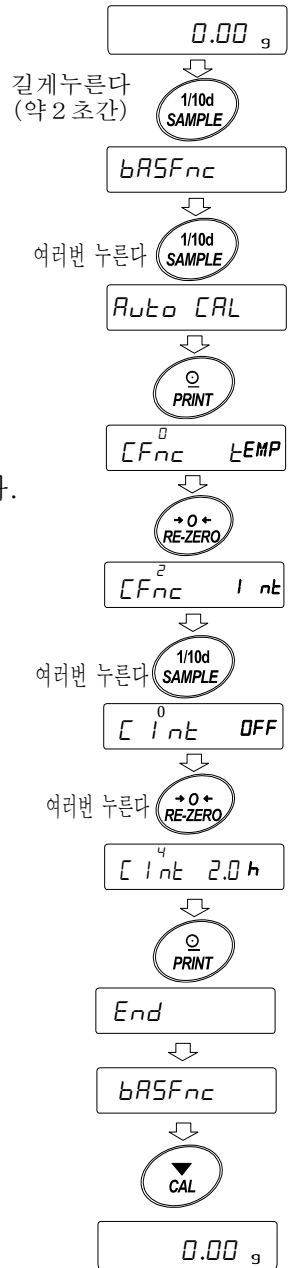 0.00 g
길게누른다
(약 2 초간)
1/10d
SAMPLE
bASFnc
여러번 누른다
1/10d
SAMPLE
Auto CAL
PRINT
다.
0
CFnc tEMP
→0←
RE-ZERO
2
CFnc Int
여러번 누른다
1/10d
SAMPLE
0
C Int OFF
여러번 누른다
→0←
RE-ZERO
4
C Int 2.0 h
PRINT
End
bASFnc
CAL
0.00 g